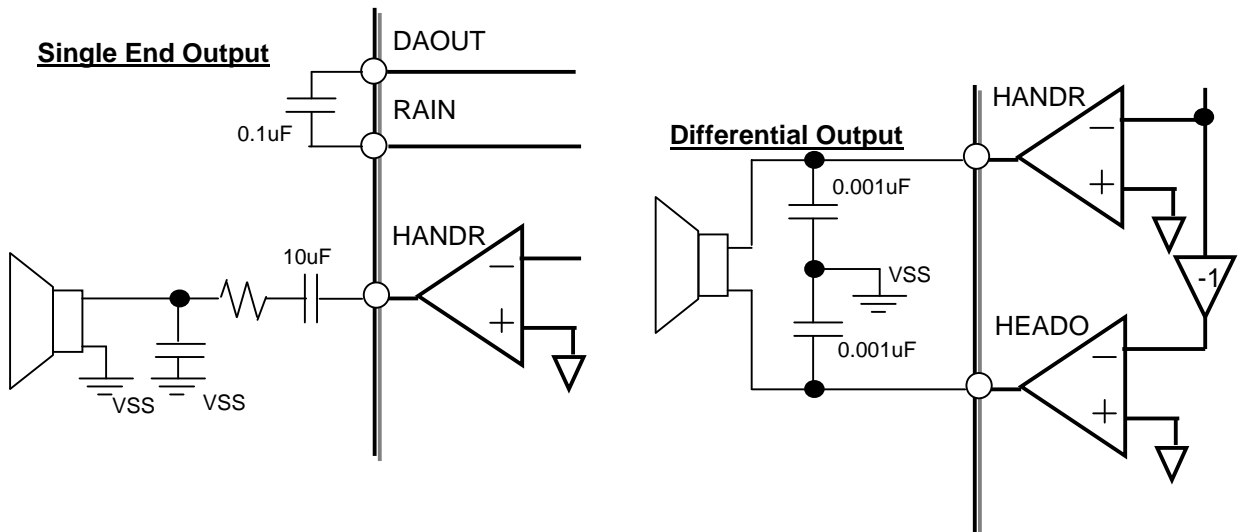 Single End Output
DAOUT
0.1uF
RAIN
HANDR
10uF
−
+
VSS
VSS
Differential Output
HANDR
−
+
0.001uF
VSS
-1
HEADO
0.001uF
−
+